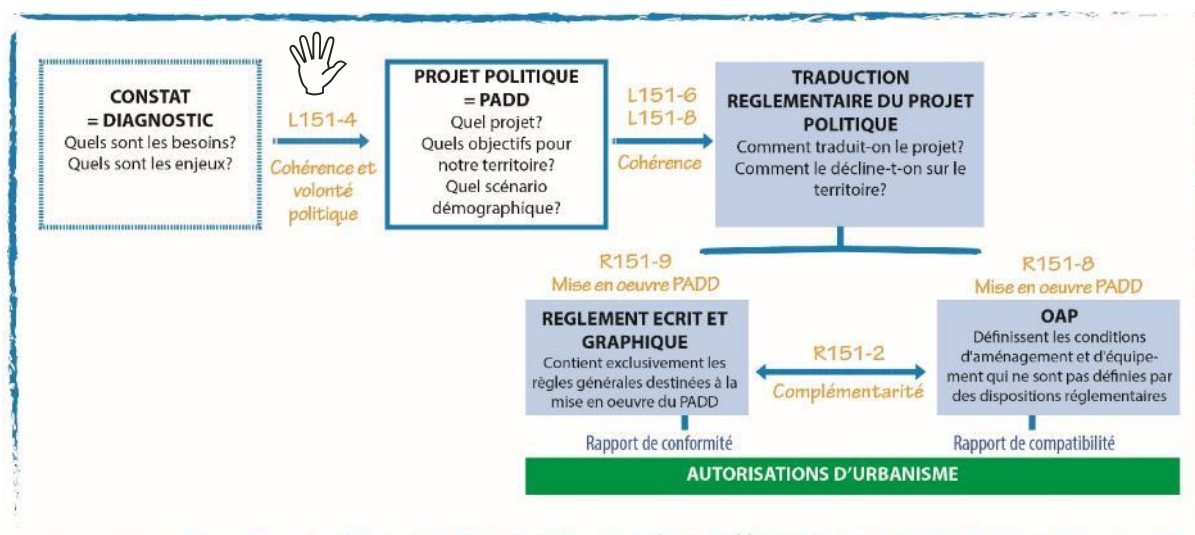 CONSTAT
= DIAGNOSTIC
Quels sont les besoins?
Quels sont les enjeux?
L151-4
Cohérence et
volonté
politique
PROJET POLITIQUE
= PADD
Quel projet?
Quels objectifs pour
notre territoire?
Quel scénario
démographique?
L151-6
L151-8
Cohérence
TRADUCTION
REGLEMENTAIRE DU PROJET
POLITIQUE
Comment traduit-on le projet?
Comment le décline-t-on sur le
territoire?
R151-9
Mise en oeuvre PADD
REGLEMENT ECRIT ET
GRAPHIQUE
Contient exclusivement les
règles générales destinées à la
mise en oeuvre du PADD
R151-2
Complémentarité
R151-8
Mise en oeuvre PADD
OAP
Définissent les conditions
d'aménagement et d'équipe-
ment qui ne sont pas définies par
des dispositions réglementaires
Rapport de conformité
Rapport de compatibilité
AUTORISATIONS D'URBANISME